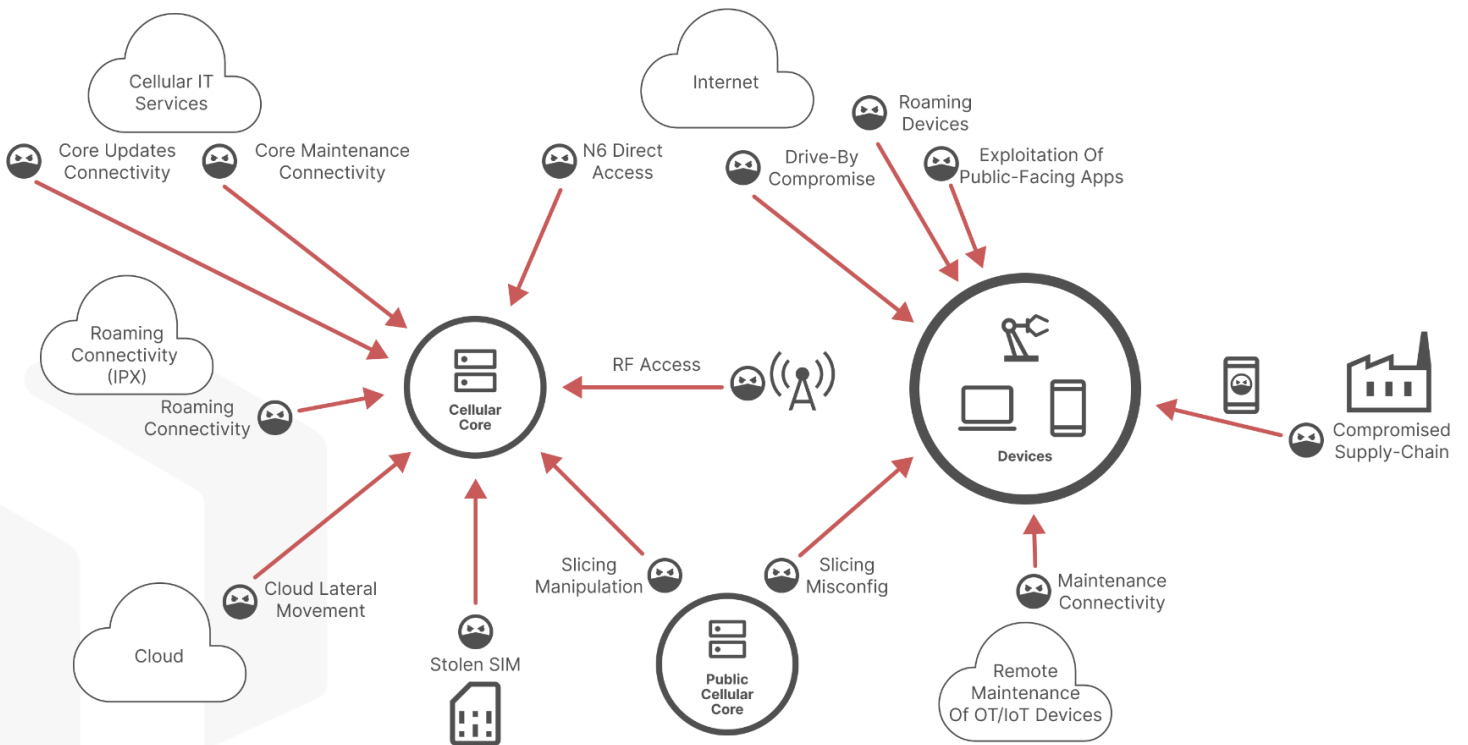 Cellular IT
Services
Internet
Roaming
Devices
Core Updates
Connectivity
Core Maintenance
Connectivity
N6 Direct
Access
Drive-By
Compromise
Exploitation Of
Public-Facing Apps
Roaming
Connectivity
(IPX)
RF Access
Cellular
Core
Roaming
Connectivity
Devices
Compromised
Supply-Chain
Slicing
Manipulation
Slicing
Misconfig
Cloud Lateral
Movement
Maintenance
Connectivity
Cloud
Stolen SIM
Public
Cellular
Core
Remote
Maintenance
Of OT/IoT Devices